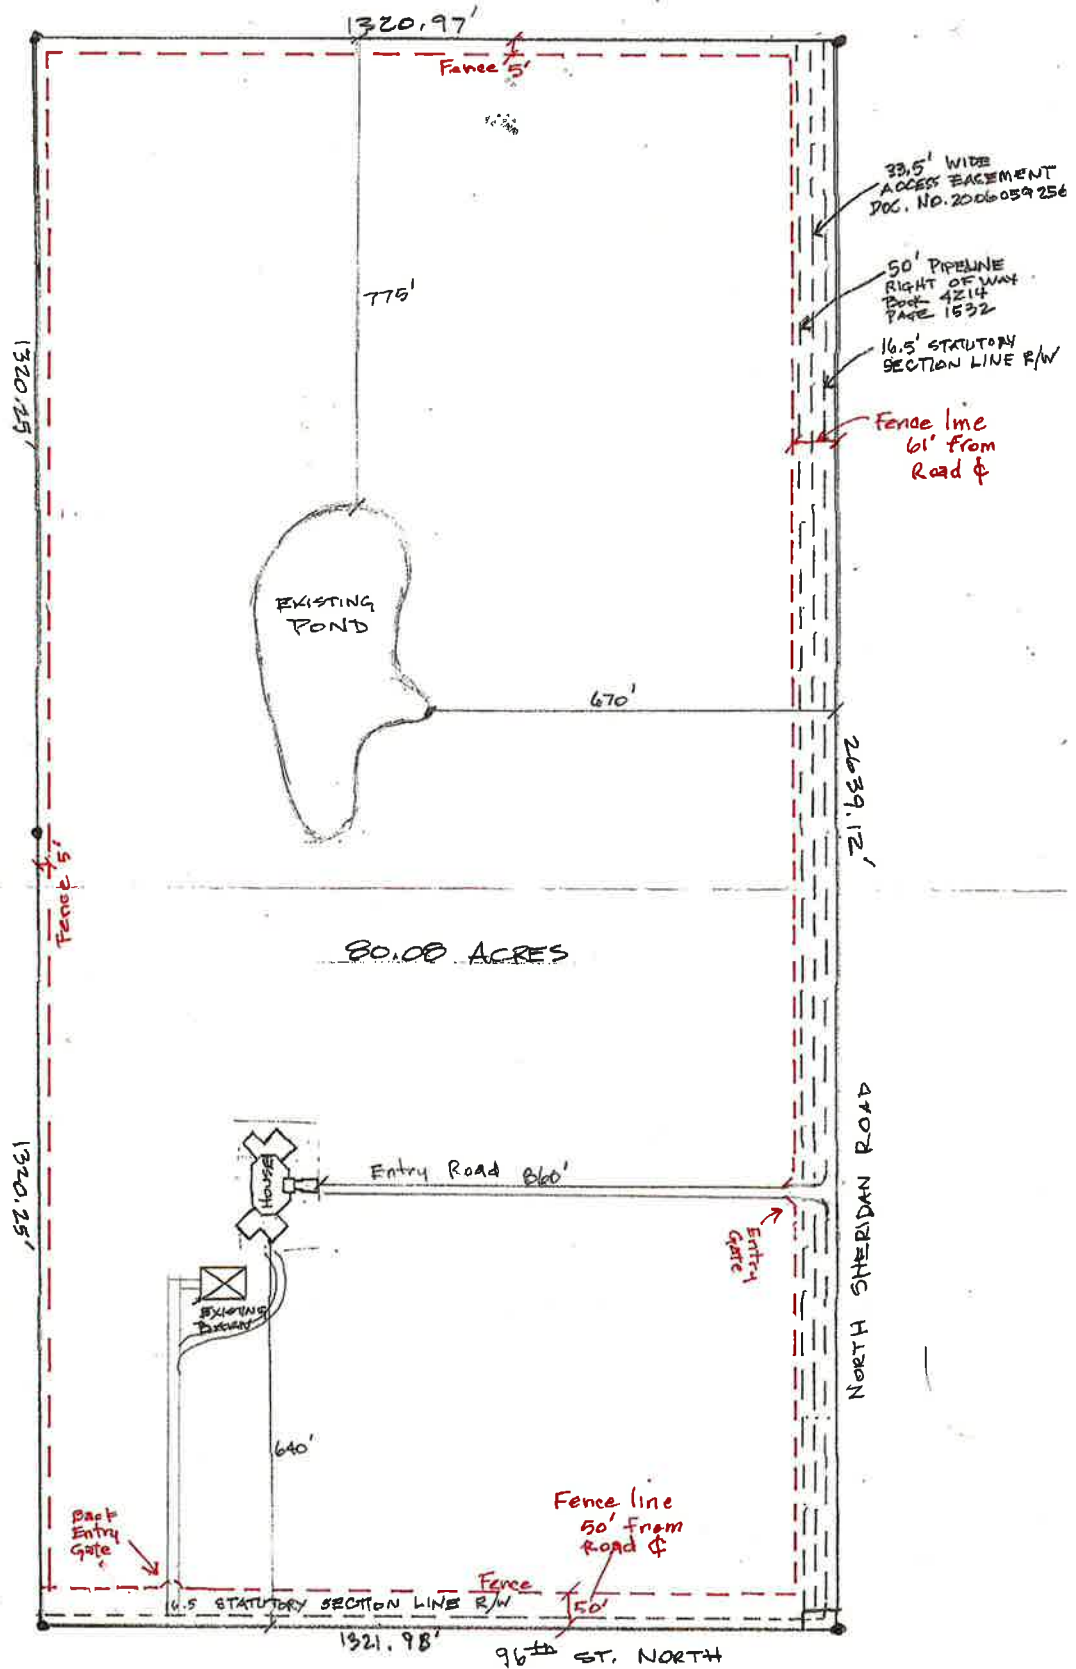 1320.97'
Fence 5'
33.5' WIDE
ACCESS EASEMENT
DOC. NO. 2006059256
50' PIPELINE
RIGHT OF WAY
BOOK 4214
PAGE 1532
16.5' STATUTORY
SECTION LINE R/W
775'
1320.25'
Fence line
61' from
Road ₵
EXISTING
POND
670'
2639.12'
Fence 5'
80.08 ACRES
NORTH SHERIDAN ROAD
1320.25'
House
Entry Road 860'
Entry
Gate
EXISTING
BARN
640'
Back
Entry
Gate
Fence line
50' from
Road ₵
Fence
16.5 STATUTORY SECTION LINE R/W
50'
1321.98'
96th ST. NORTH